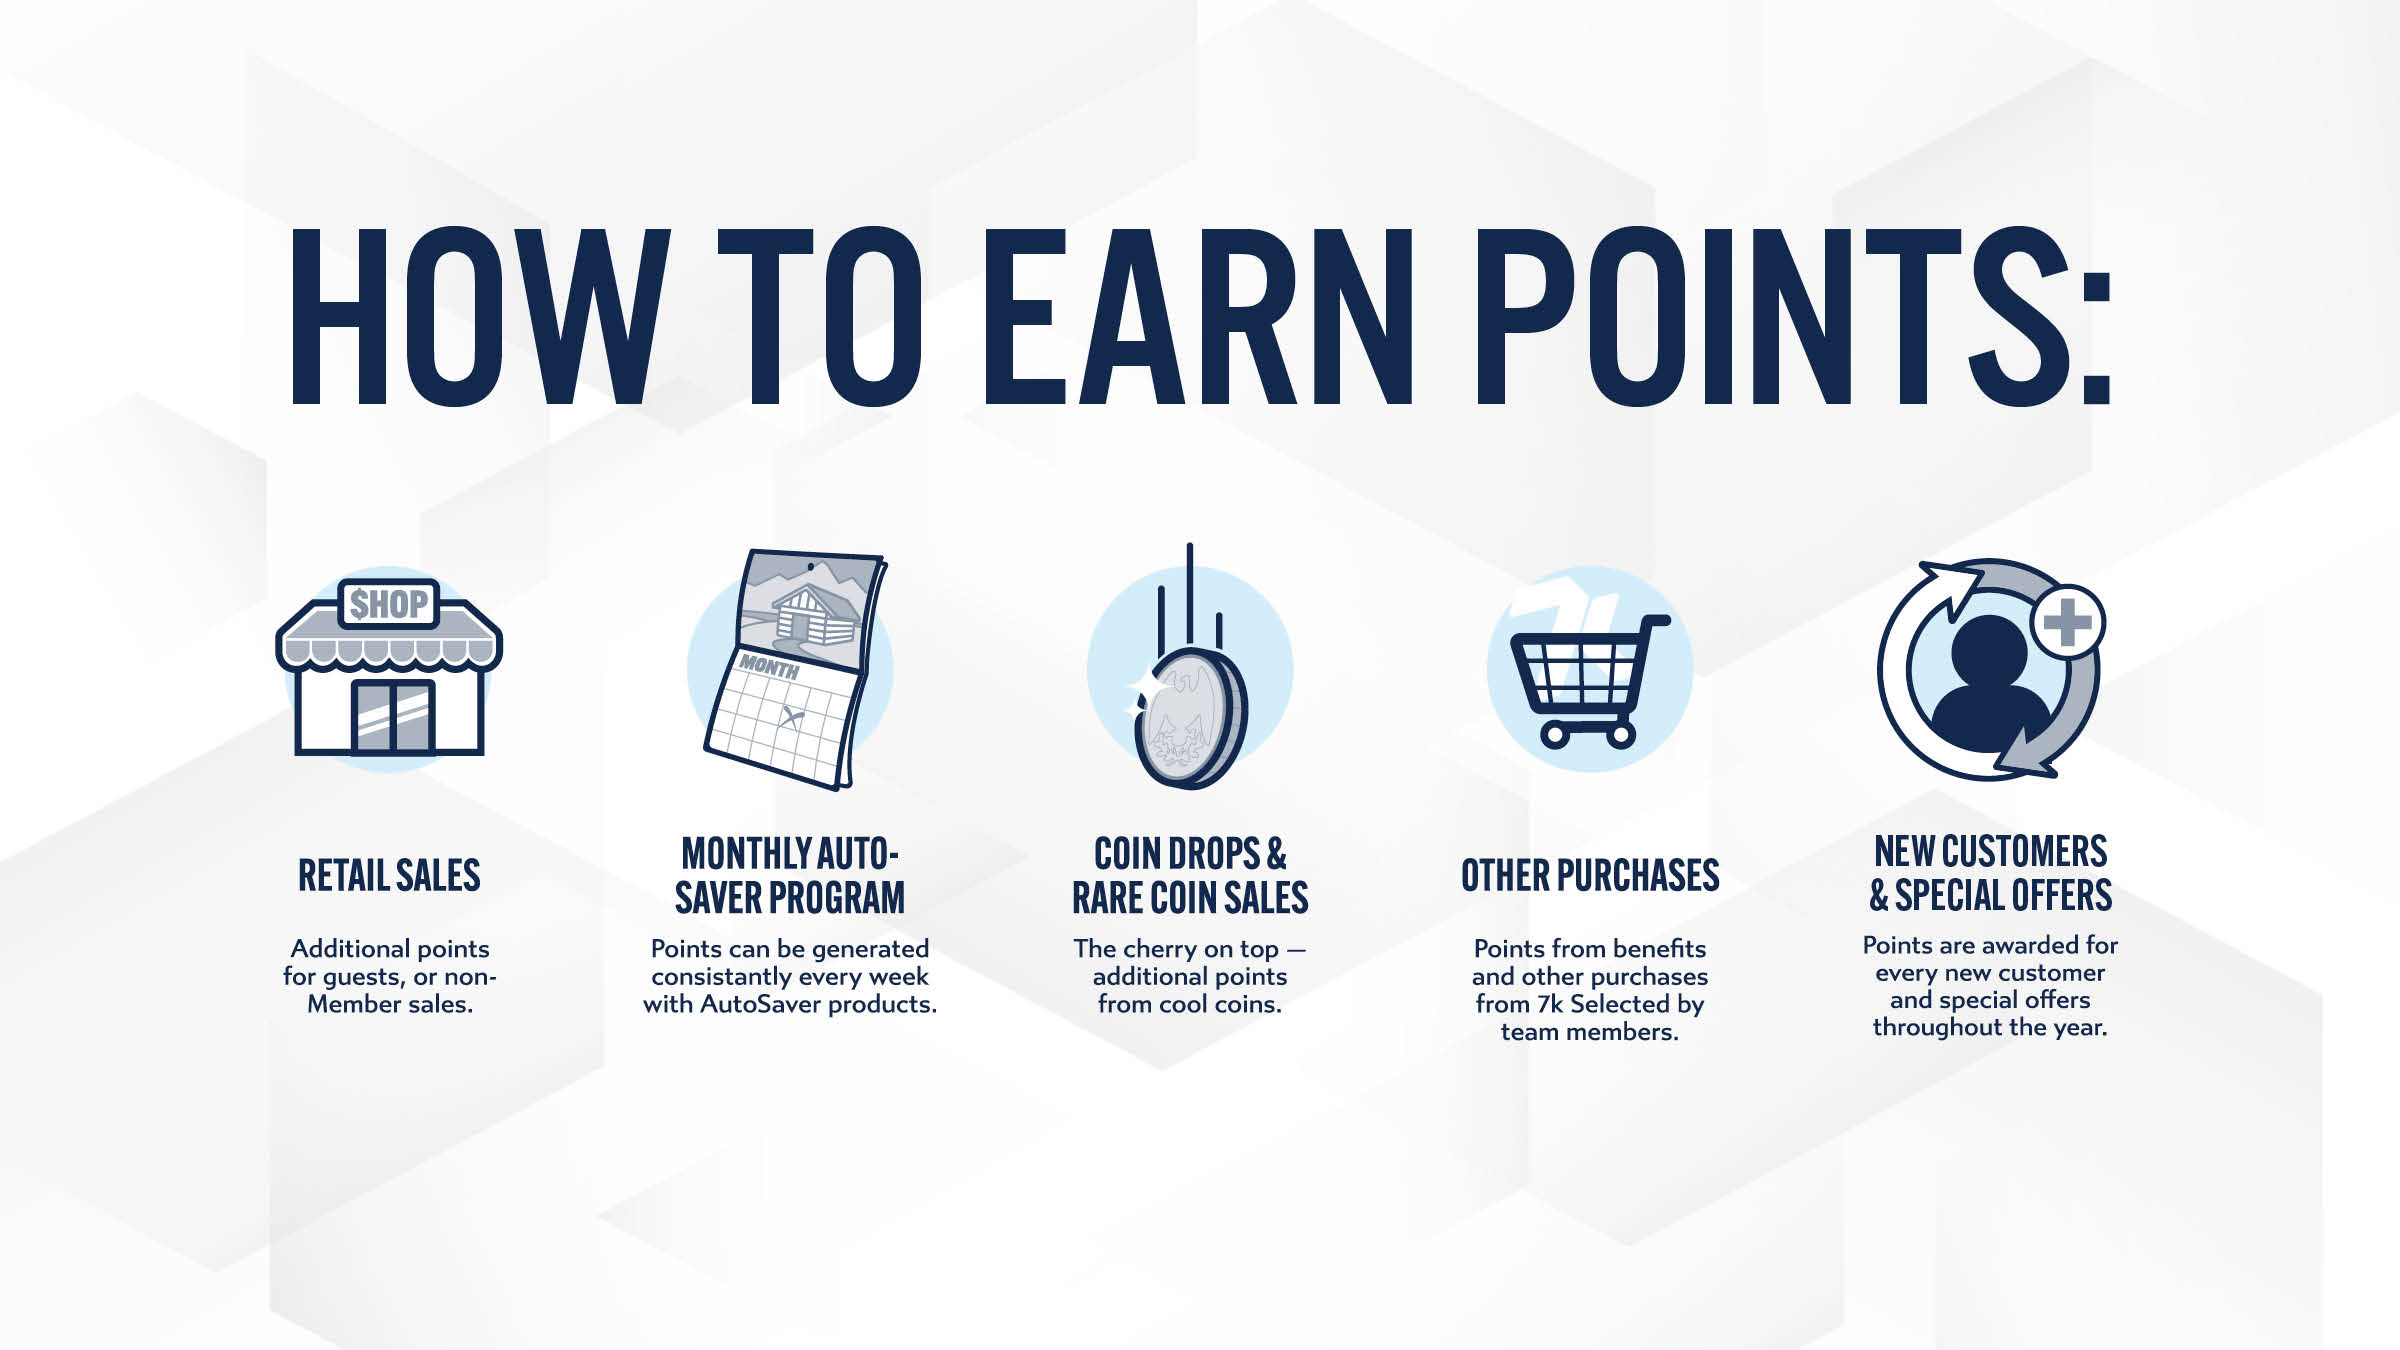 HOW TO EARN POINTS:
$HOP
MONTH
7k
RETAIL SALES
Additional points
for guests, or non-
Member sales.
MONTHLY AUTO-
SAVER PROGRAM
Points can be generated
consistantly every week
with AutoSaver products.
COIN DROPS &
RARE COIN SALES
The cherry on top —
additional points
from cool coins.
OTHER PURCHASES
Points from benefits
and other purchases
from 7k Selected by
team members.
NEW CUSTOMERS
& SPECIAL OFFERS
Points are awarded for
every new customer
and special offers
throughout the year.